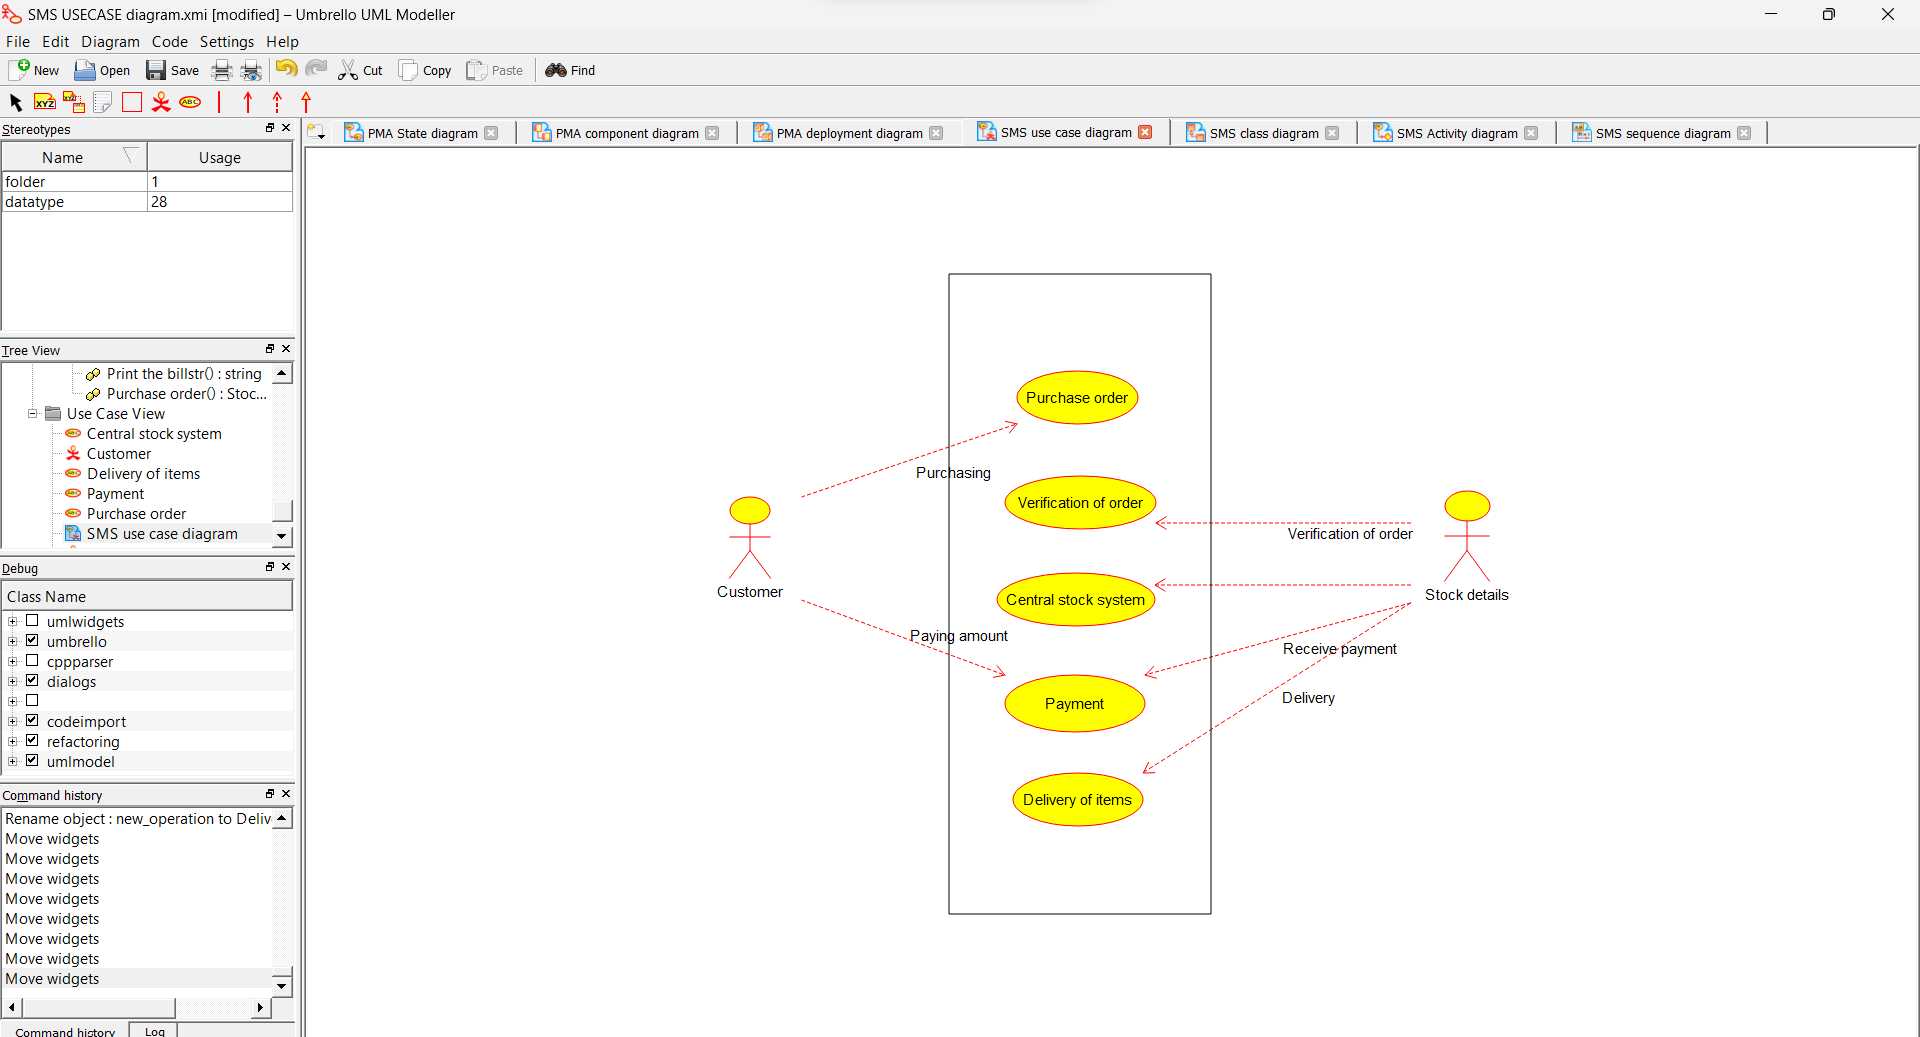 SMS USECASE diagram.xmi [modified] – Umbrello UML Modeller
File Edit Diagram Code Settings Help
New Open Save Cut Copy Paste Find
XYZ XYZ ABC
Stereotypes
PMA State diagram PMA component diagram PMA deployment diagram SMS use case diagram SMS class diagram SMS Activity diagram SMS sequence diagram
Name Usage
folder 1
datatype 28
Tree View
Print the billstr() : string
Purchase order() : Stoc...
Use Case View
Central stock system
Customer
Delivery of items
Payment
Purchase order
SMS use case diagram
Debug
Class Name
umlwidgets
umbrello
cppparser
dialogs
codeimport
refactoring
umlmodel
Command history
Rename object : new_operation to Deliv
Move widgets
Move widgets
Move widgets
Move widgets
Move widgets
Move widgets
Move widgets
Move widgets
Command history Log
Purchase order
Purchasing
Verification of order
Verification of order
Customer
Central stock system
Stock details
Paying amount
Receive payment
Payment
Delivery
Delivery of items